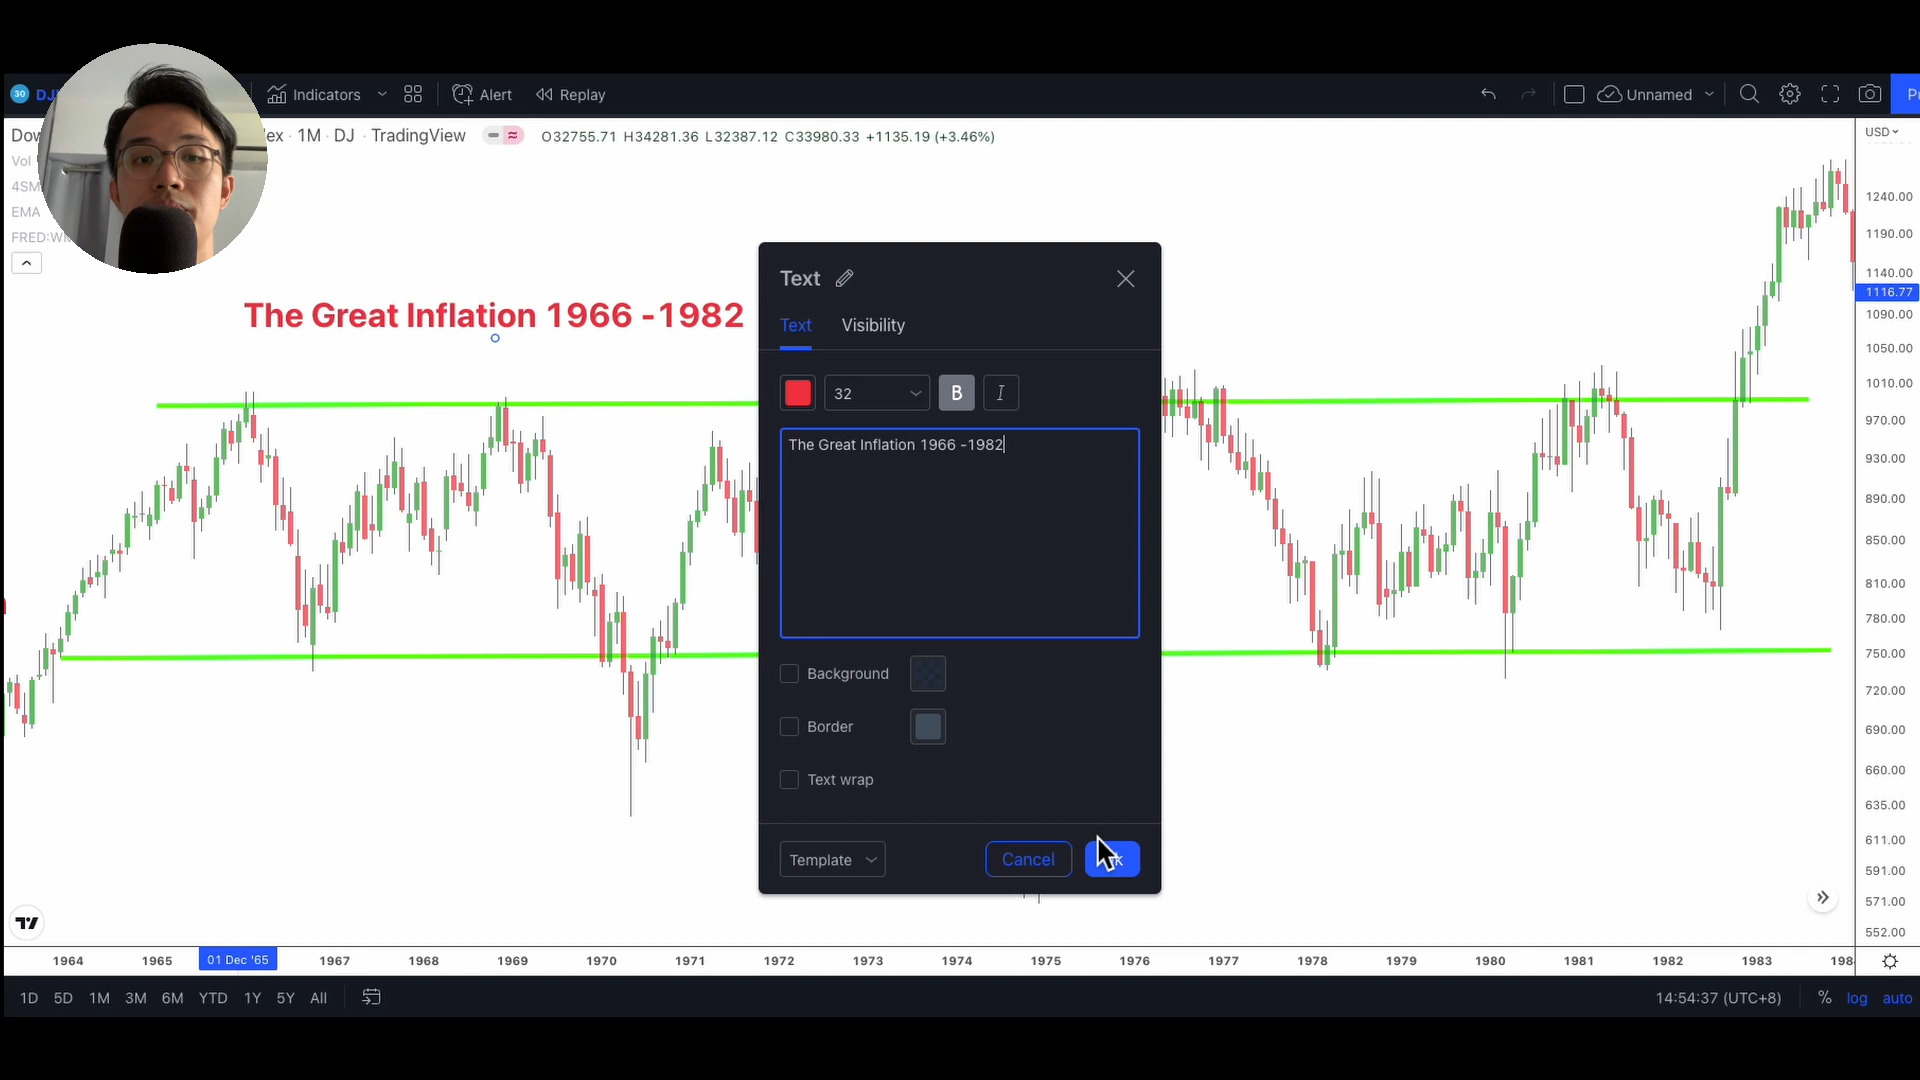 30 DJ
Indicators
Alert
Replay
Unnamed
Dow
ex · 1M · DJ · TradingView
O32755.71 H34281.36 L32387.12 C33980.33 +1135.19 (+3.46%)
USD
Vol
4SM
EMA
FRED:W
The Great Inflation 1966 -1982
Text
Text
Visibility
32
B
I
The Great Inflation 1966 -1982
Background
Border
Text wrap
Template
Cancel
1240.00
1190.00
1140.00
1116.77
1090.00
1050.00
1010.00
970.00
930.00
890.00
850.00
810.00
780.00
750.00
720.00
690.00
660.00
635.00
611.00
591.00
571.00
552.00
1964 1965 01 Dec '65 1967 1968 1969 1970 1971 1972 1973 1974 1975 1976 1977 1978 1979 1980 1981 1982 1983 198
1D 5D 1M 3M 6M YTD 1Y 5Y All
14:54:37 (UTC+8)
% log auto